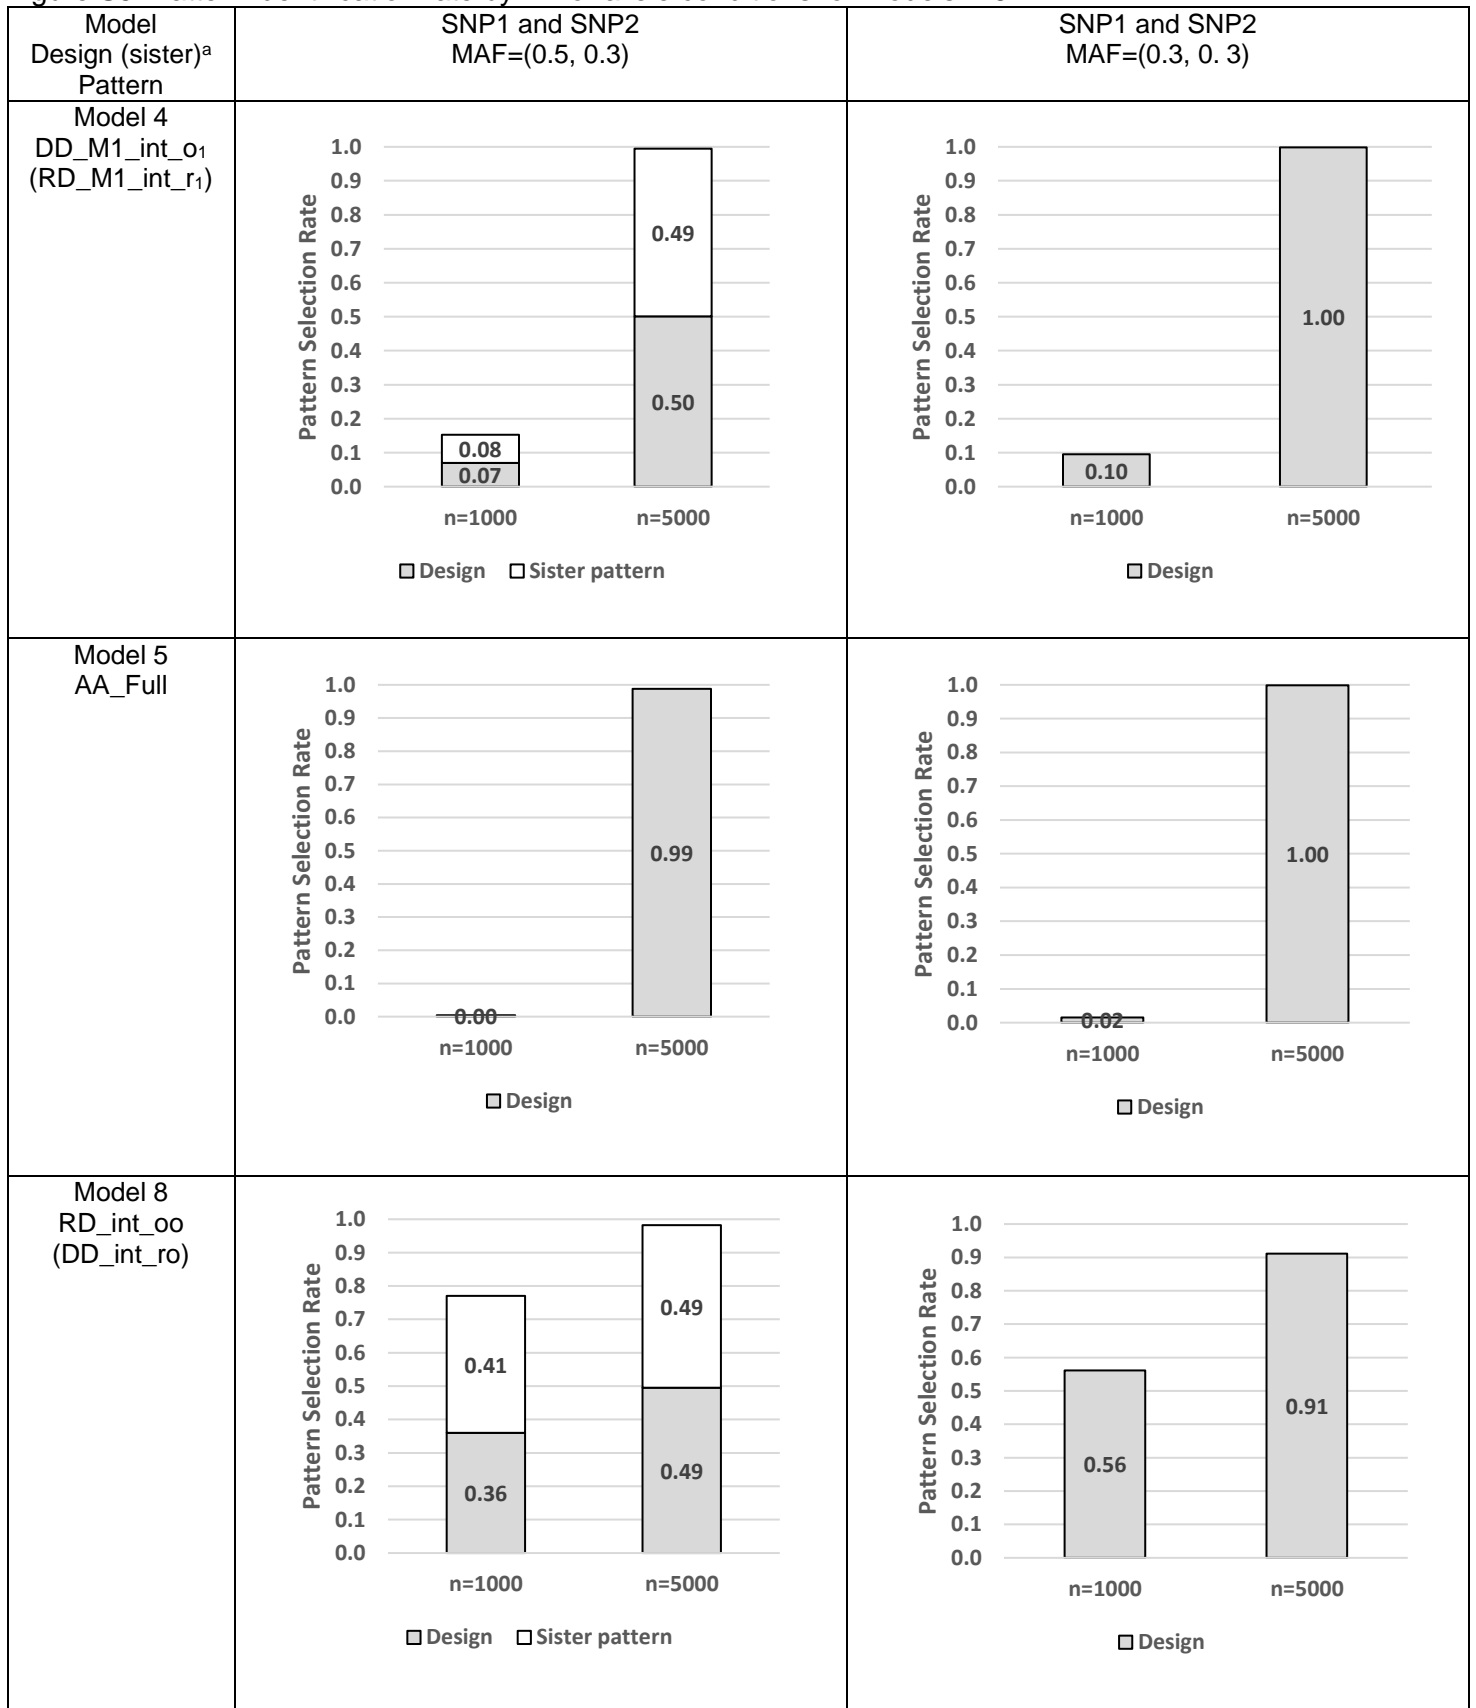 Model
Design (sister)ᵃ
Pattern
SNP1 and SNP2
MAF=(0.5, 0.3)
SNP1 and SNP2
MAF=(0.3, 0. 3)
Model 4
DD_M1_int_o₁
(RD_M1_int_r₁)
Pattern Selection Rate
1.0
0.9
0.8
0.7
0.6
0.5
0.4
0.3
0.2
0.1
0.0
0.08
0.07
0.49
0.50
n=1000 n=5000
Design Sister pattern
Pattern Selection Rate
1.0
0.9
0.8
0.7
0.6
0.5
0.4
0.3
0.2
0.1
0.0
0.10
1.00
n=1000 n=5000
Design
Model 5
AA_Full
Pattern Selection Rate
1.0
0.9
0.8
0.7
0.6
0.5
0.4
0.3
0.2
0.1
0.0
0.00
0.99
n=1000 n=5000
Design
Pattern Selection Rate
1.0
0.9
0.8
0.7
0.6
0.5
0.4
0.3
0.2
0.1
0.0
0.02
1.00
n=1000 n=5000
Design
Model 8
RD_int_oo
(DD_int_ro)
Pattern Selection Rate
1.0
0.9
0.8
0.7
0.6
0.5
0.4
0.3
0.2
0.1
0.0
0.41
0.36
0.49
0.49
n=1000 n=5000
Design Sister pattern
Pattern Selection Rate
1.0
0.9
0.8
0.7
0.6
0.5
0.4
0.3
0.2
0.1
0.0
0.56
0.91
n=1000 n=5000
Design